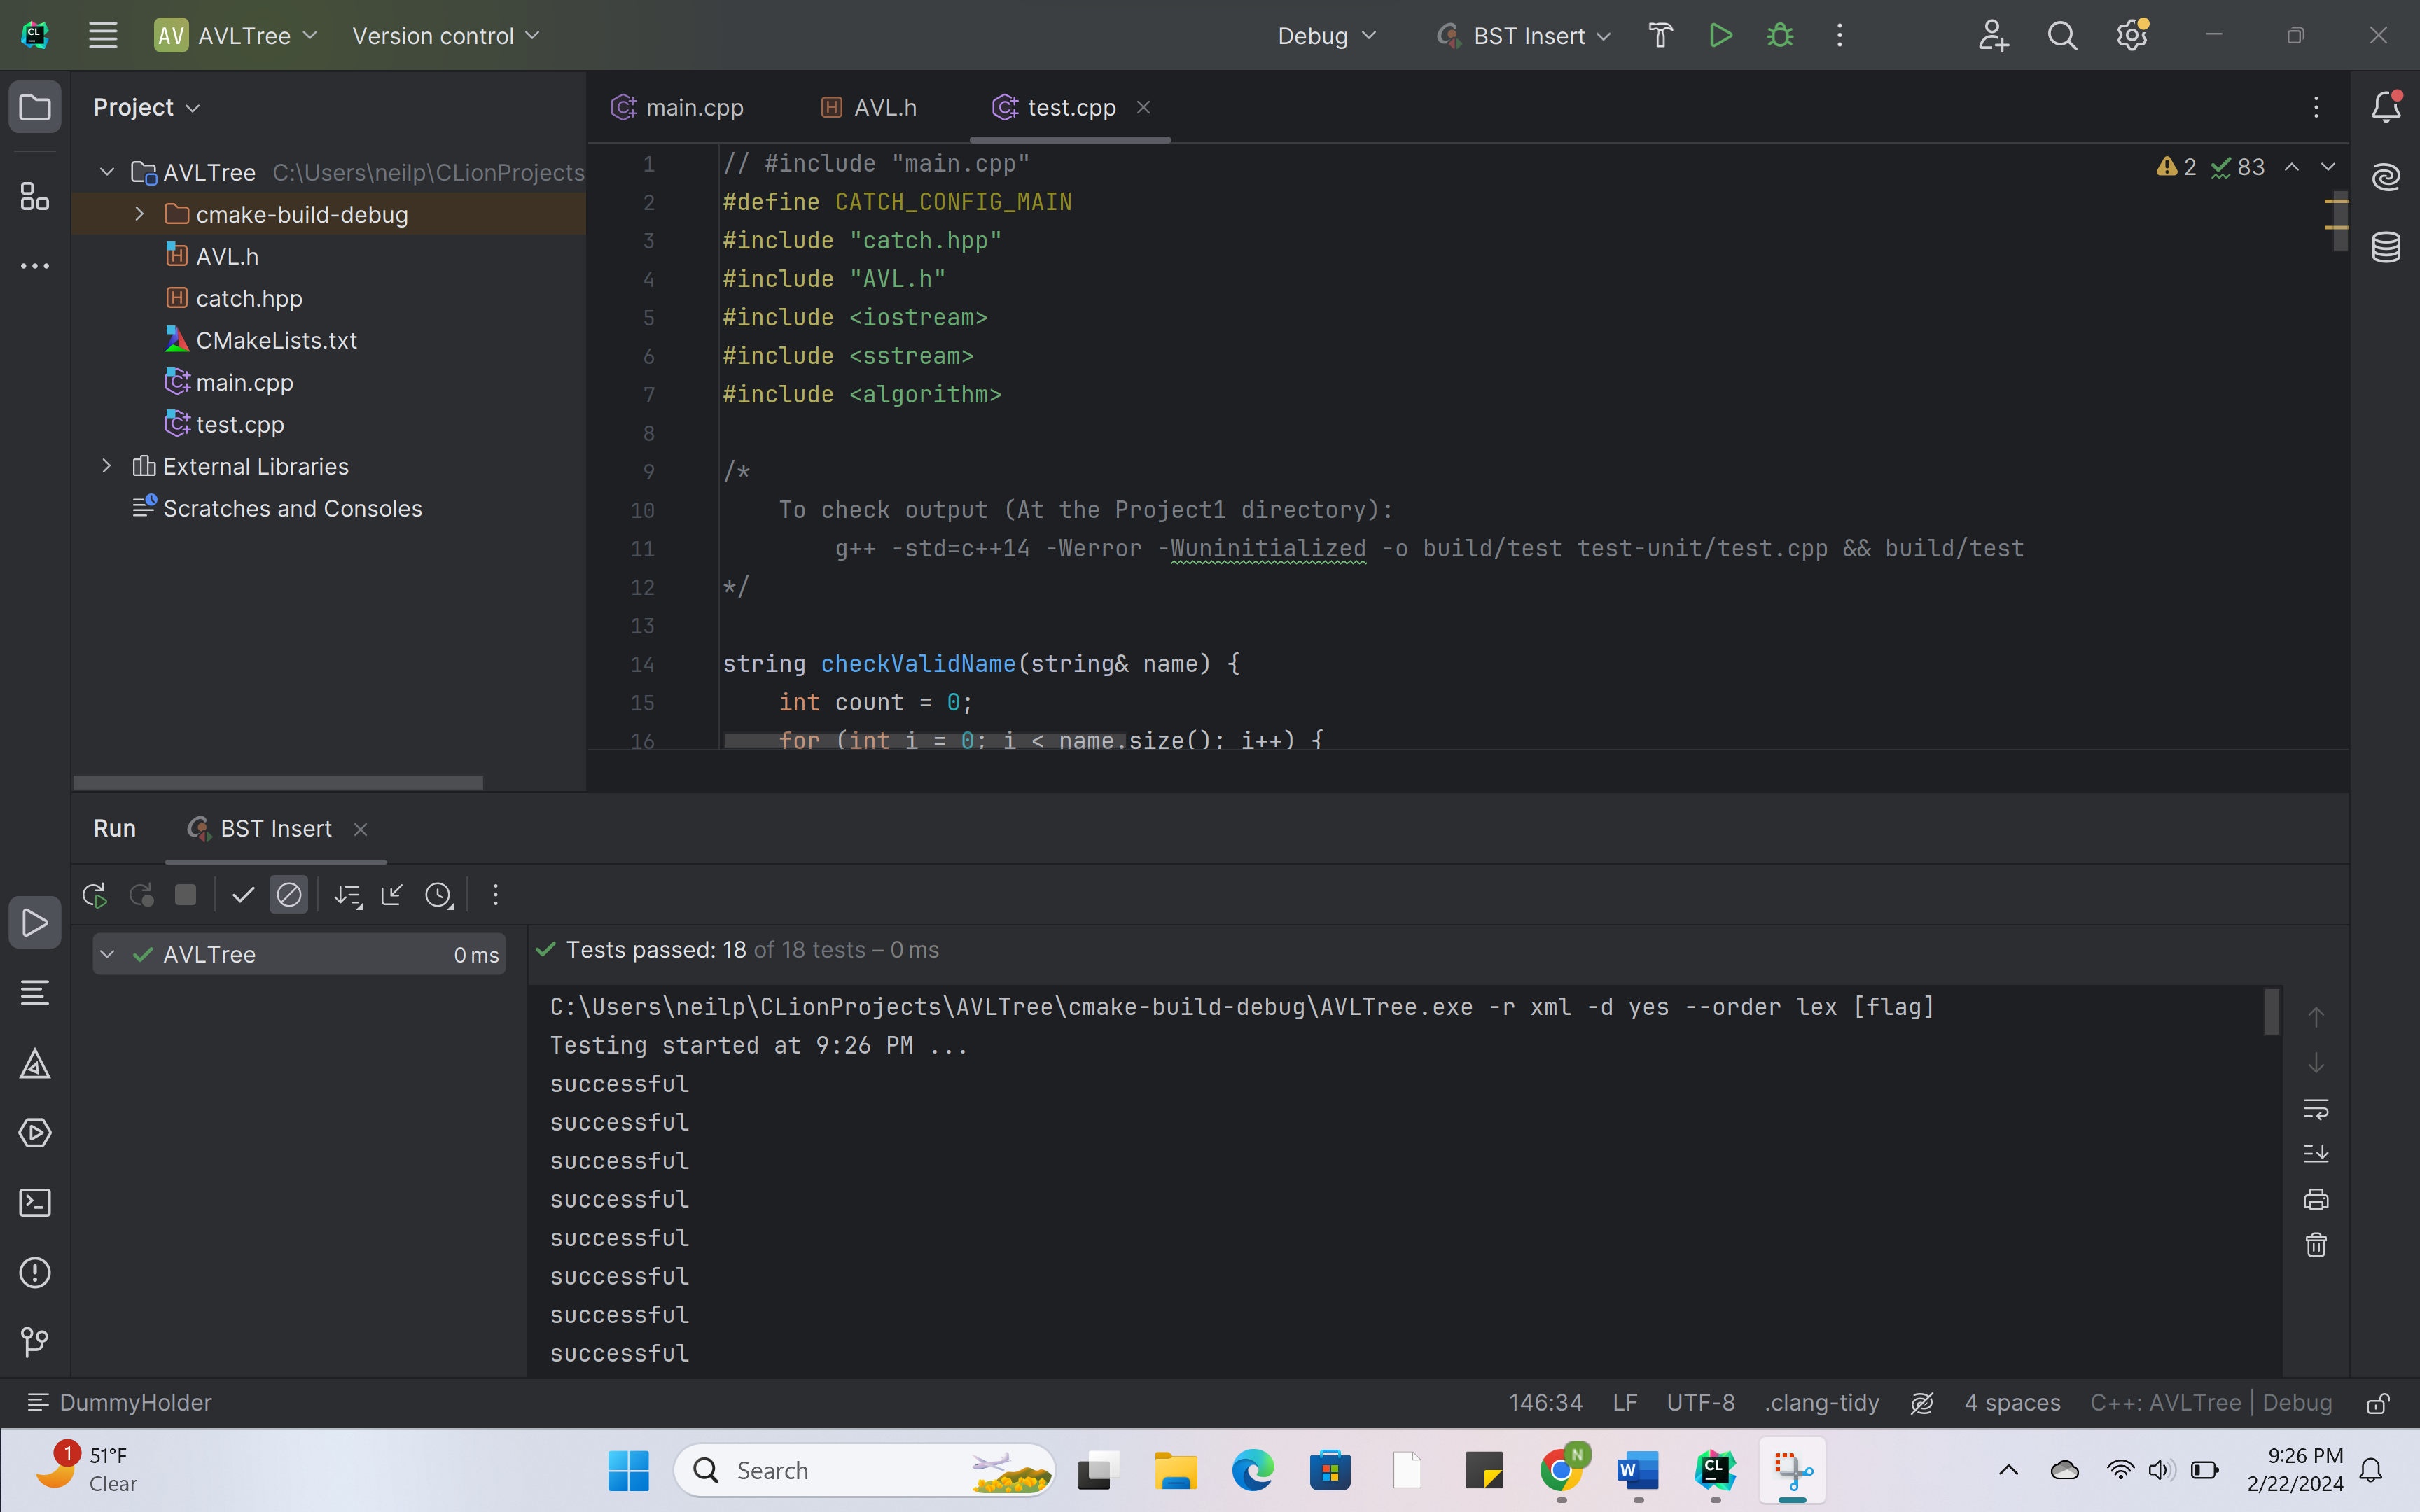 CL AV AVLTree Version control Debug BST Insert
Project
main.cpp AVL.h test.cpp
AVLTree C:\Users\neilp\CLionProjects
cmake-build-debug
AVL.h
catch.hpp
CMakeLists.txt
main.cpp
test.cpp
External Libraries
Scratches and Consoles
2 83
1 // #include "main.cpp"
2 #define CATCH_CONFIG_MAIN
3 #include "catch.hpp"
4 #include "AVL.h"
5 #include <iostream>
6 #include <sstream>
7 #include <algorithm>
8
9 /*
10 To check output (At the Project1 directory):
11 g++ -std=c++14 -Werror -Wuninitialized -o build/test test-unit/test.cpp && build/test
12 */
13
14 string checkValidName(string& name) {
15 int count = 0;
16 for (int i = 0; i < name.size(); i++) {
Run BST Insert
AVLTree 0 ms
Tests passed: 18 of 18 tests – 0 ms
C:\Users\neilp\CLionProjects\AVLTree\cmake-build-debug\AVLTree.exe -r xml -d yes --order lex [flag]
Testing started at 9:26 PM ...
successful
successful
successful
successful
successful
successful
successful
successful
DummyHolder 146:34 LF UTF-8 .clang-tidy 4 spaces C++: AVLTree | Debug
1 51°F
Clear
Search
N
W
CL
9:26 PM
2/22/2024